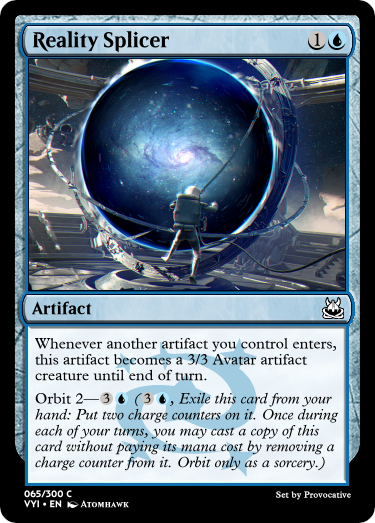 Reality Splicer 1
Artifact
Whenever another artifact you control enters,
this artifact becomes a 3/3 Avatar artifact
creature until end of turn.
Orbit 2—3 (3, Exile this card from your
hand: Put two charge counters on it. Once during
each of your turns, you may cast a copy of this
card without paying its mana cost by removing a
charge counter from it. Orbit only as a sorcery.)
065/300 C
VYI • EN Atomhawk
Set by Provocative